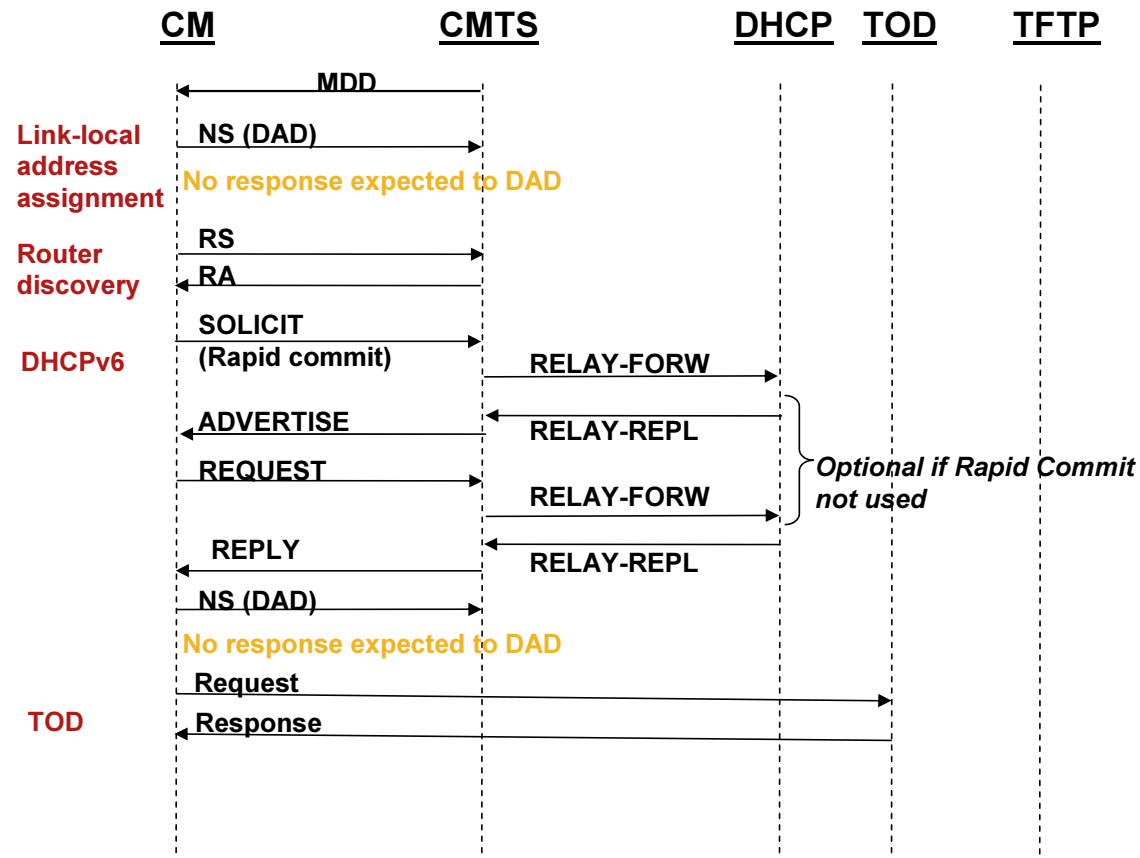 CM CMTS DHCP TOD TFTP
MDD
Link-local
address
assignment
NS (DAD)
No response expected to DAD
Router
discovery
RS
RA
DHCPv6
SOLICIT
(Rapid commit)
RELAY-FORW
ADVERTISE
RELAY-REPL
REQUEST
Optional if Rapid Commit
not used
RELAY-FORW
REPLY
RELAY-REPL
NS (DAD)
No response expected to DAD
Request
TOD
Response